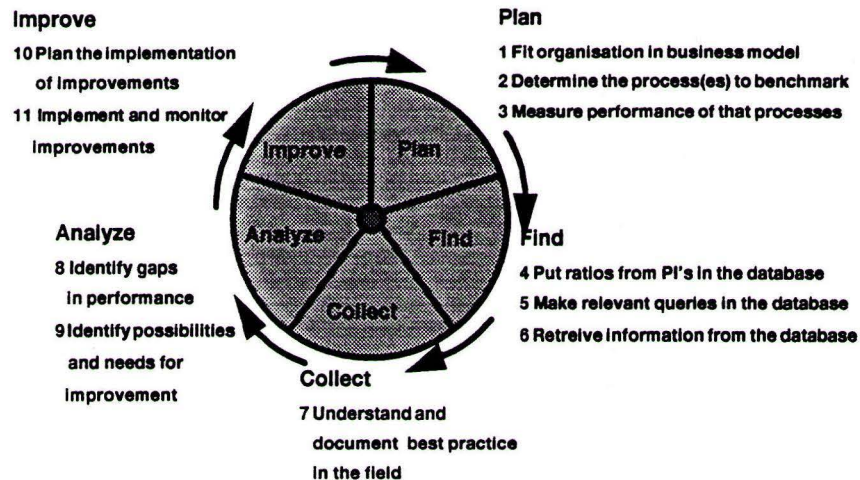 Improve
10 Plan the implementation
of improvements
11 Implement and monitor
improvements
Plan
1 Fit organisation in business model
2 Determine the process(es) to benchmark
3 Measure performance of that processes
Improve
Plan
Analyze
Find
Collect
Find
4 Put ratios from PI's in the database
5 Make relevant queries in the database
6 Retreive information from the database
Collect
7 Understand and
document best practice
in the field
Analyze
8 Identify gaps
in performance
9 Identify possibilities
and needs for
improvement